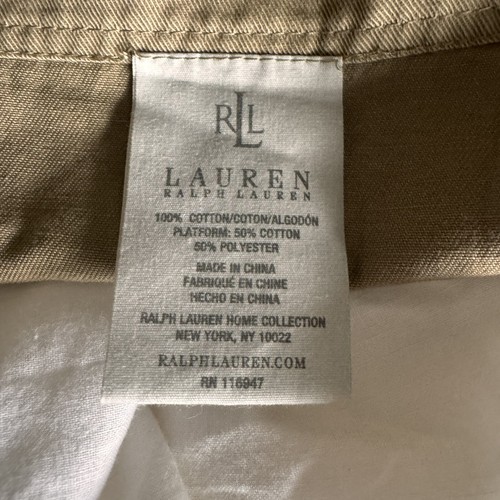 RLL
LAUREN
RALPH LAUREN
100% COTTON/COTON/ALGODÓN
PLATFORM: 50% COTTON
50% POLYESTER
MADE IN CHINA
FABRIQUÉ EN CHINE
HECHO EN CHINA
RALPH LAUREN HOME COLLECTION
NEW YORK, NY 10022
RALPHLAUREN.COM
RN 116947